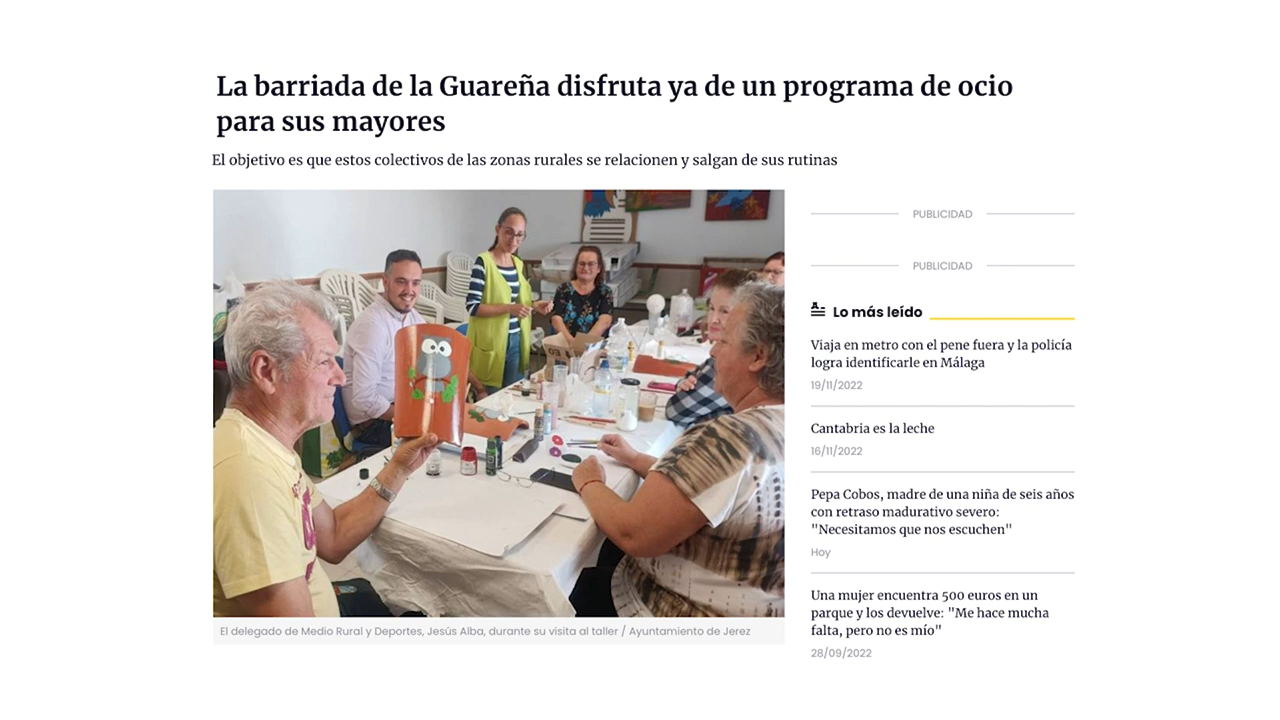 La barriada de la Guareña disfruta ya de un programa de ocio
para sus mayores
El objetivo es que estos colectivos de las zonas rurales se relacionen y salgan de sus rutinas
El delegado de Medio Rural y Deportes, Jesús Alba, durante su visita al taller / Ayuntamiento de Jerez
PUBLICIDAD
PUBLICIDAD
Lo más leído
Viaja en metro con el pene fuera y la policía
logra identificarle en Málaga
19/11/2022
Cantabria es la leche
16/11/2022
Pepa Cobos, madre de una niña de seis años
con retraso madurativo severo:
"Necesitamos que nos escuchen"
Hoy
Una mujer encuentra 500 euros en un
parque y los devuelve: "Me hace mucha
falta, pero no es mío"
28/09/2022